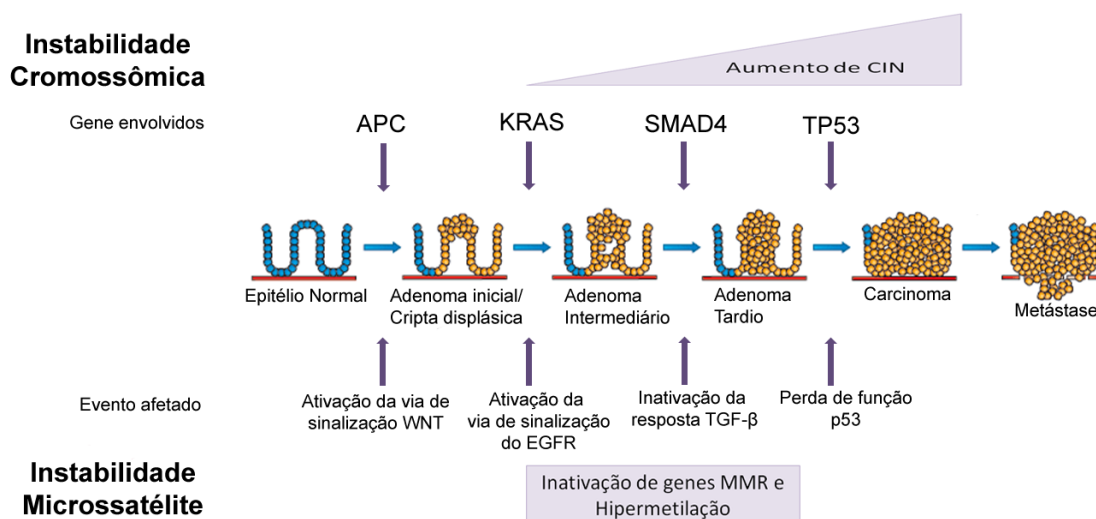 Instabilidade
Cromossômica
Aumento de CIN
Gene envolvidos
APC
KRAS
SMAD4
TP53
Epitélio Normal
Adenoma inicial/
Cripta displásica
Adenoma
Intermediário
Adenoma
Tardio
Carcinoma
Metástase
Evento afetado
Ativação da via de
sinalização WNT
Ativação da
via de sinalização
do EGFR
Inativação da
resposta TGF-β
Perda de função
p53
Instabilidade
Microssatélite
Inativação de genes MMR e
Hipermetilação